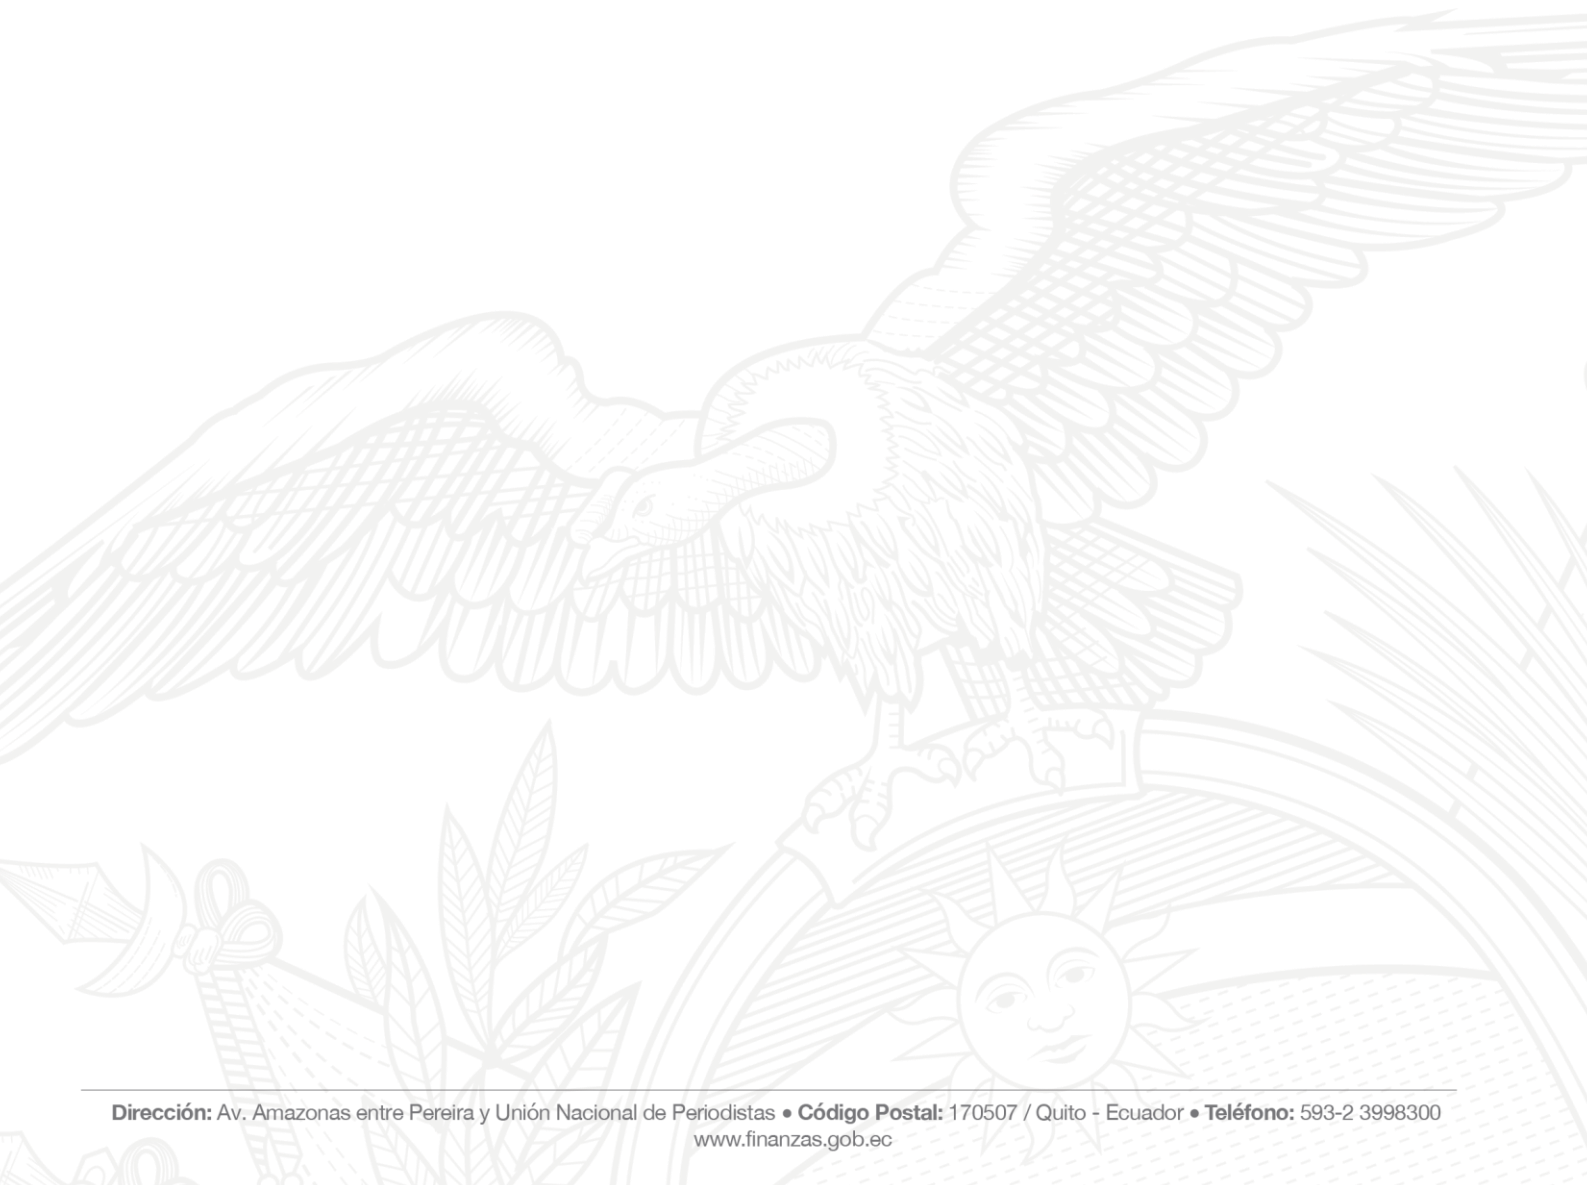 Dirección: Av. Amazonas entre Pereira y Unión Nacional de Periodistas ● Código Postal: 170507 / Quito - Ecuador ● Teléfono: 593-2 3998300
www.finanzas.gob.ec